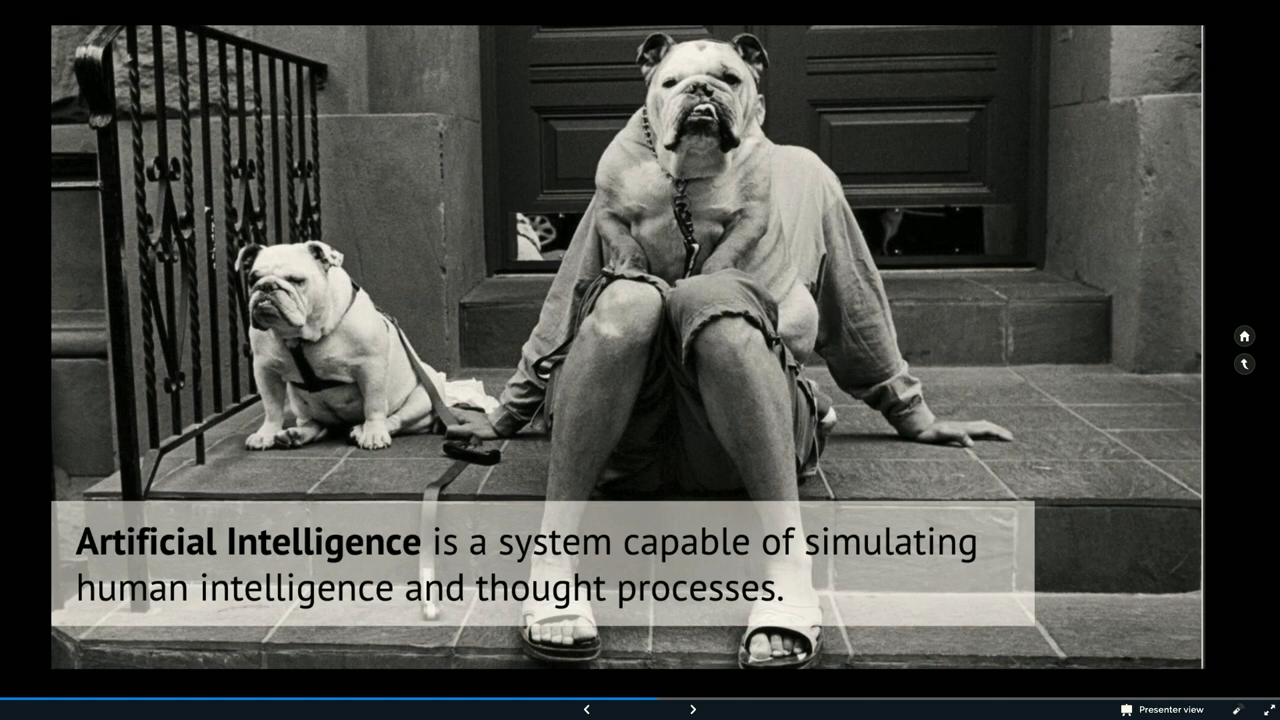 Artificial Intelligence is a system capable of simulating
human intelligence and thought processes.
Presenter view